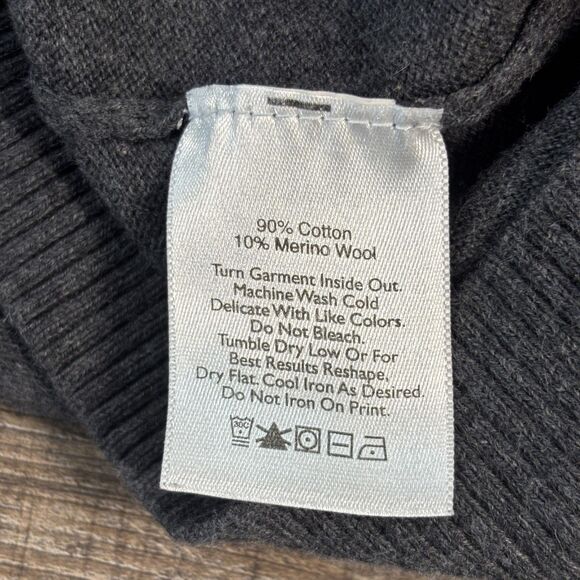 90% Cotton
10% Merino Wool
Turn Garment Inside Out.
Machine Wash Cold
Delicate With Like Colors.
Do Not Bleach.
Tumble Dry Low Or For
Best Results Reshape,
Dry Flat. Cool Iron As Desired.
Do Not Iron On Print.
30C